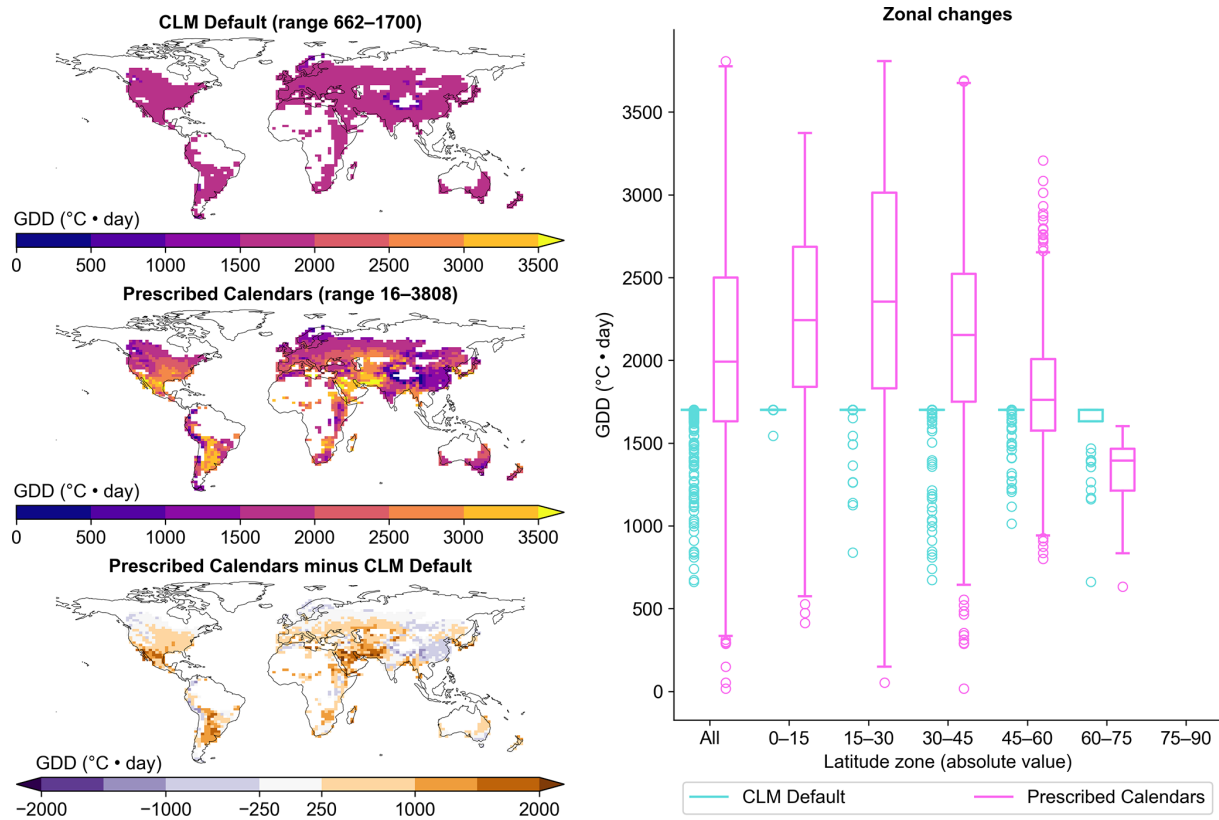 CLM Default (range 662–1700)
GDD (°C • day)
0 500 1000 1500 2000 2500 3000 3500
Prescribed Calendars (range 16–3808)
GDD (°C • day)
0 500 1000 1500 2000 2500 3000 3500
Prescribed Calendars minus CLM Default
GDD (°C • day)
−2000 −1000 −250 250 1000 2000
Zonal changes
GDD (°C • day)
3500
3000
2500
2000
1500
1000
500
0
All 0–15 15–30 30–45 45–60 60–75 75–90
Latitude zone (absolute value)
CLM Default Prescribed Calendars